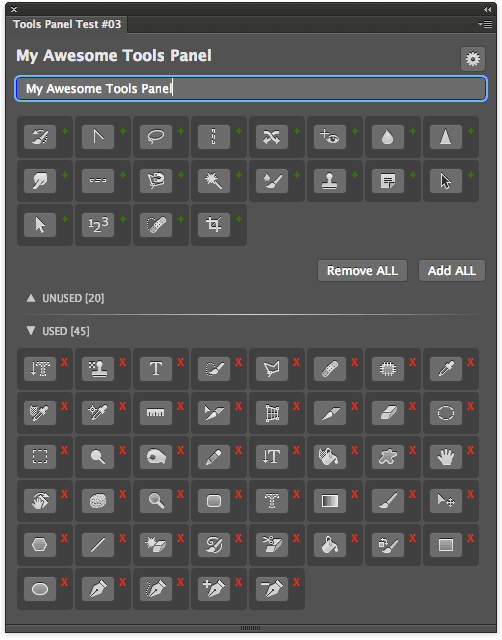 Tools Panel Test #03
My Awesome Tools Panel
My Awesome Tools Panel
123
Remove ALL
Add ALL
UNUSED [20]
USED [45]
X X X X X X X X
T
X X X X X X X X
X X X X X X X X
T
X X X X X X X X
T
X X X X X X X X
X X X X X